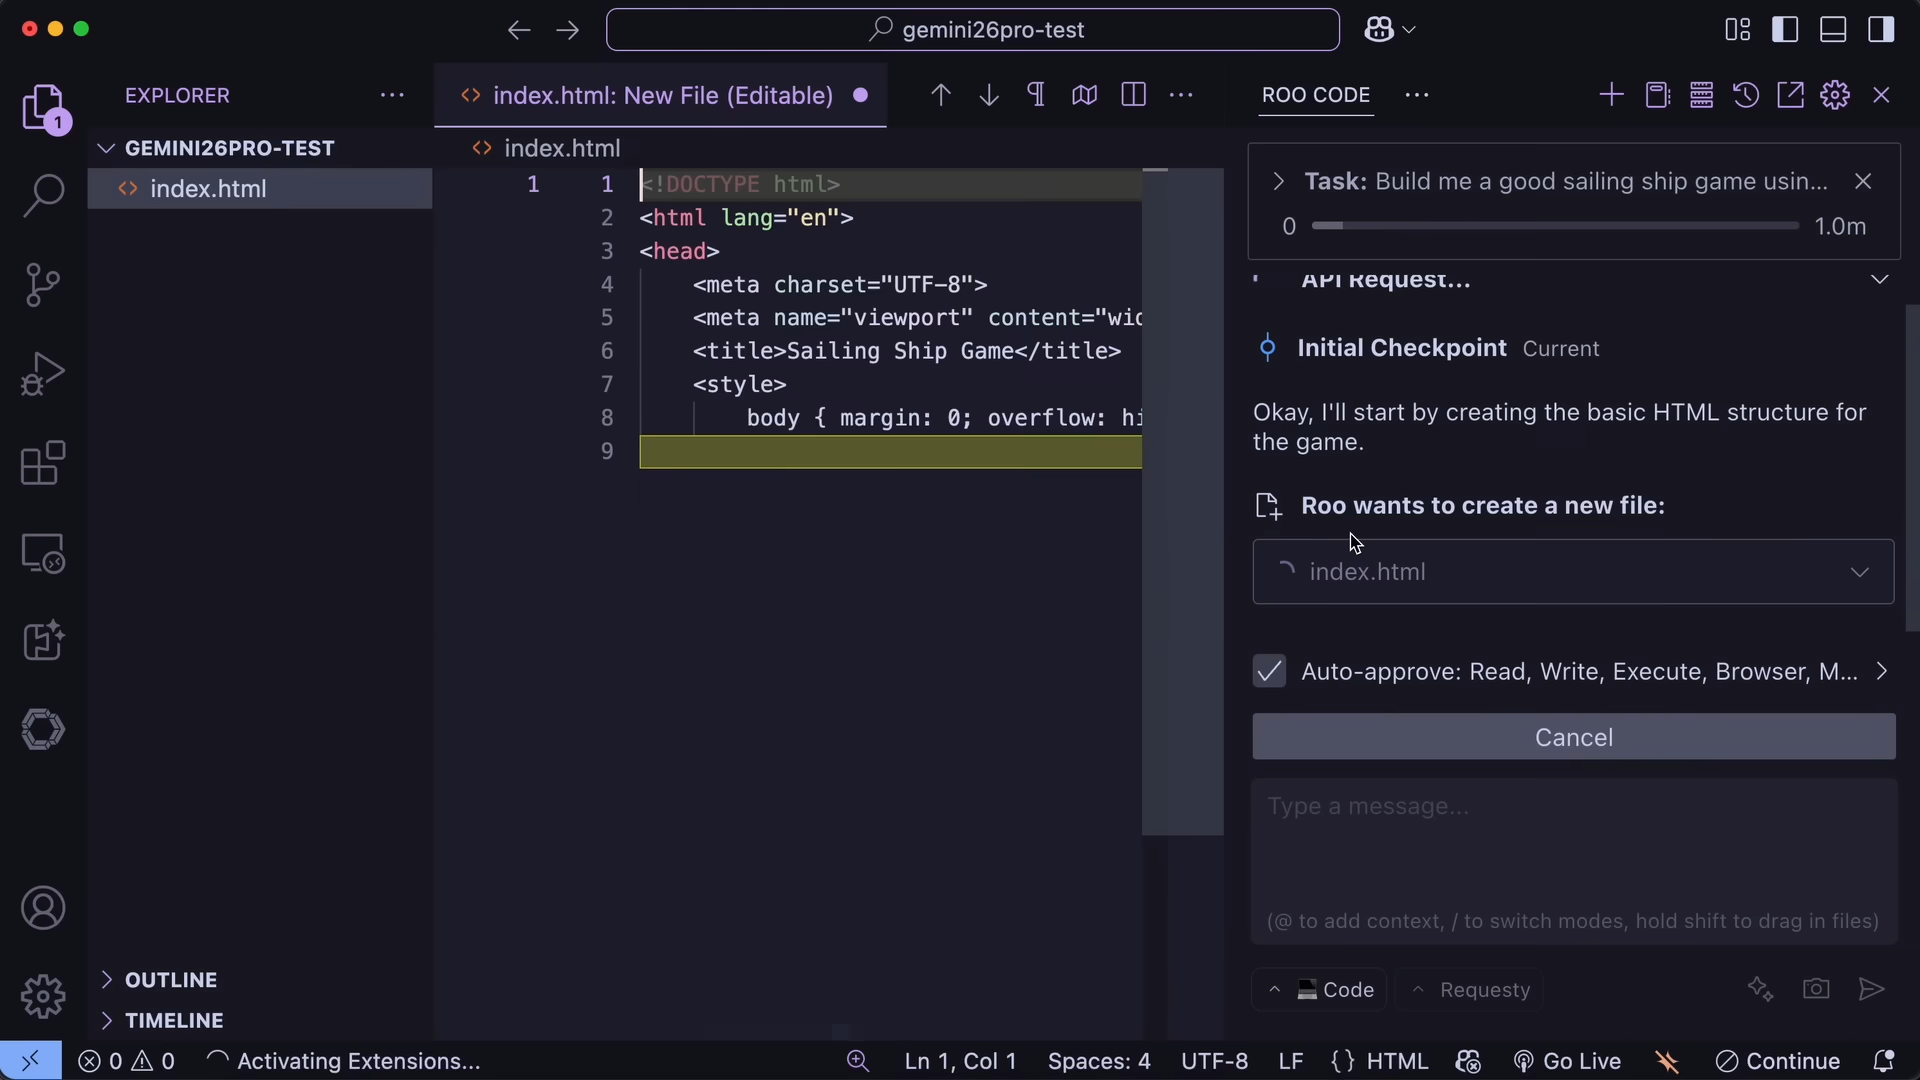 gemini26pro-test
EXPLORER
1
GEMINI26PRO-TEST
index.html
OUTLINE
TIMELINE
index.html: New File (Editable)
index.html
1 1 <!DOCTYPE html>
2 <html lang="en">
3 <head>
4 <meta charset="UTF-8">
5 <meta name="viewport" content="wid
6 <title>Sailing Ship Game</title>
7 <style>
8 body { margin: 0; overflow: hi
9
ROO CODE
Task: Build me a good sailing ship game usin...
0 1.0m
API Request...
Initial Checkpoint Current
Okay, I'll start by creating the basic HTML structure for
the game.
Roo wants to create a new file:
index.html
Auto-approve: Read, Write, Execute, Browser, M...
Cancel
Type a message...
(@ to add context, / to switch modes, hold shift to drag in files)
Code Requesty
0 0 Activating Extensions... Ln 1, Col 1 Spaces: 4 UTF-8 LF {} HTML Go Live Continue